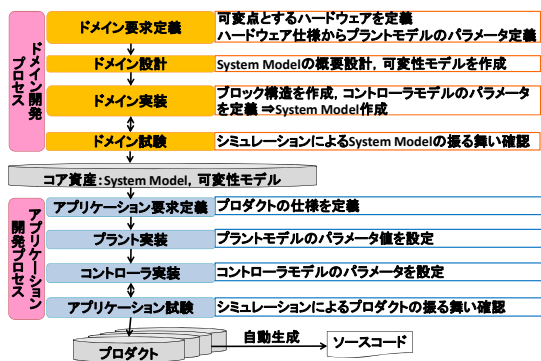 ドメイン開発
プロセス
ドメイン要求定義
可変点とするハードウェアを定義
ハードウェア仕様からプラントモデルのパラメータ定義
ドメイン設計
System Modelの概要設計，可変性モデルを作成
ドメイン実装
ブロック構造を作成，コントローラモデルのパラメータ
を定義 ⇒System Model作成
ドメイン試験
シミュレーションによるSystem Modelの振る舞い確認
コア資産：System Model，可変性モデル
アプリケーション
開発プロセス
アプリケーション要求定義
プロダクトの仕様を定義
プラント実装
プラントモデルのパラメータ値を設定
コントローラ実装
コントローラモデルのパラメータを設定
アプリケーション試験
シミュレーションによるプロダクトの振る舞い確認
プロダクト
自動生成
ソースコード